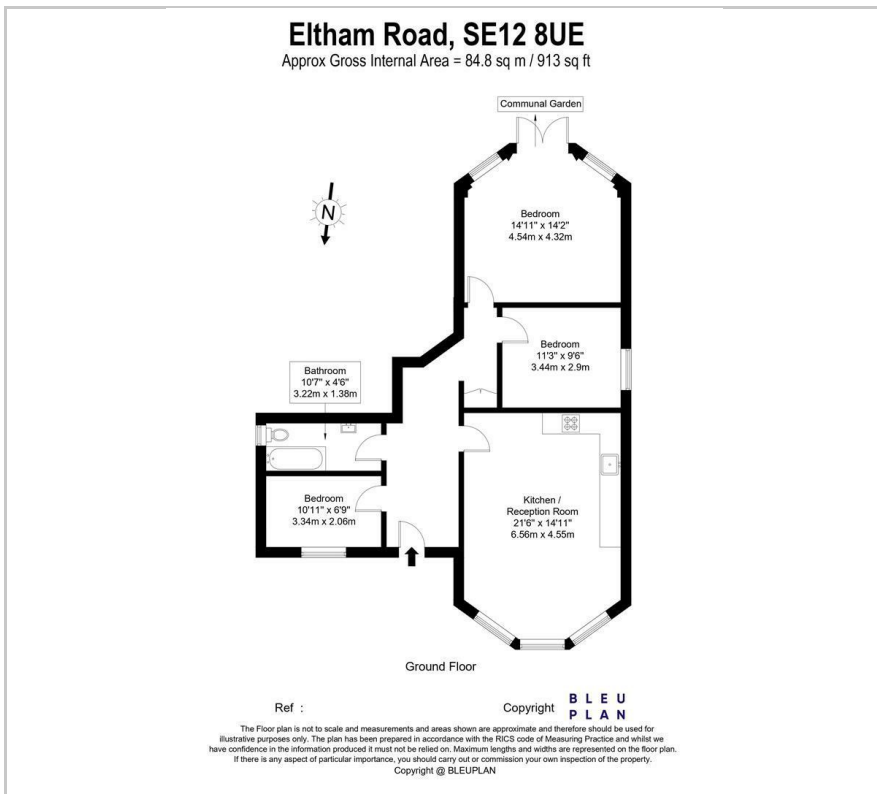 Eltham Road, SE12 8UE
Approx Gross Internal Area = 84.8 sq m / 913 sq ft
Communal Garden
N
Bedroom
14'11" x 14'2"
4.54m x 4.32m
Bedroom
11'3" x 9'6"
3.44m x 2.9m
Bathroom
10'7" x 4'6"
3.22m x 1.38m
Bedroom
10'11" x 6'9"
3.34m x 2.06m
Kitchen /
Reception Room
21'6" x 14'11"
6.56m x 4.55m
Ground Floor
Ref :
Copyright
BLEU
PLAN
The Floor plan is not to scale and measurements and areas shown are approximate and therefore should be used for
illustrative purposes only. The plan has been prepared in accordance with the RICS code of Measuring Practice and whilst we
have confidence in the information produced it must not be relied on. Maximum lengths and widths are represented on the floor plan.
If there is any aspect of particular importance, you should carry out or commission your own inspection of the property.
Copyright @ BLEUPLAN